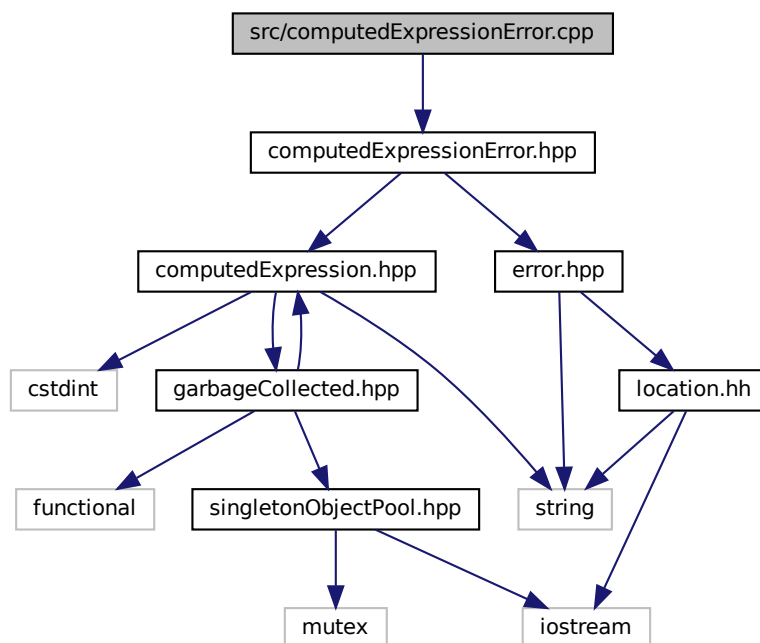 src/computedExpressionError.cpp
computedExpressionError.hpp
computedExpression.hpp
error.hpp
cstdint
garbageCollected.hpp
location.hh
functional
singletonObjectPool.hpp
string
mutex
iostream